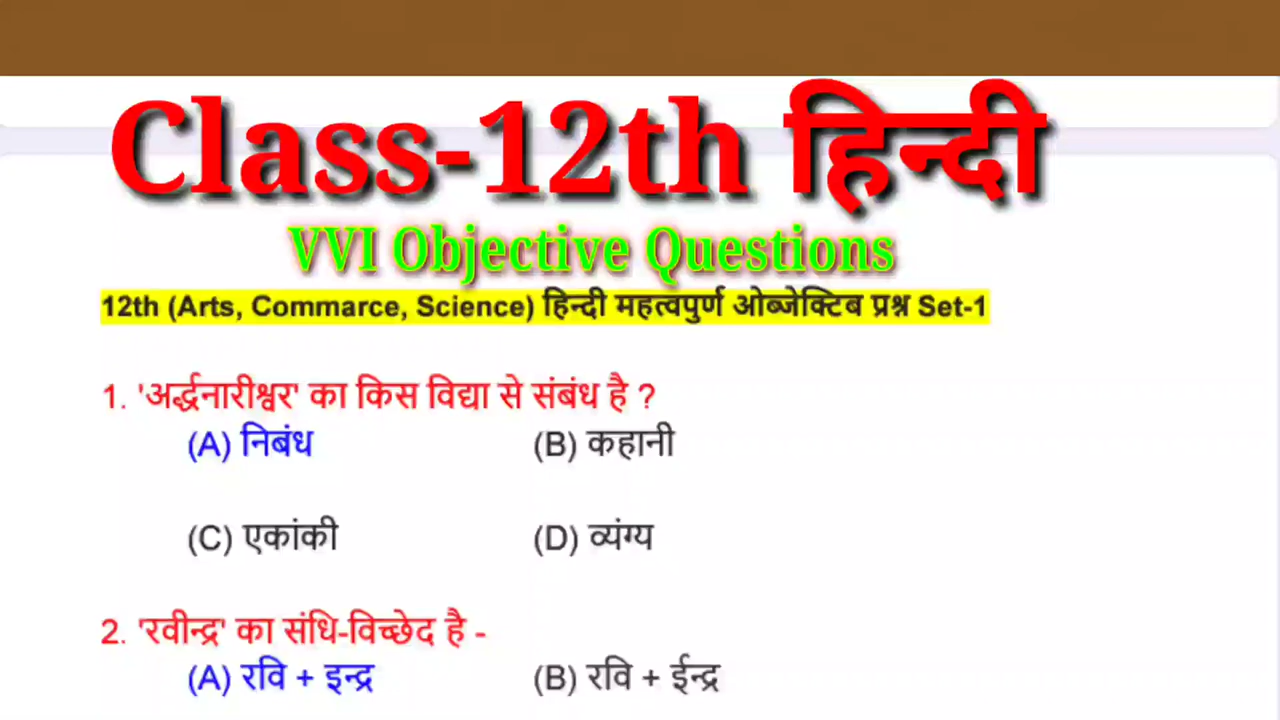 Class-12th हिन्दी
VVI Objective Questions
12th (Arts, Commarce, Science) हिन्दी महत्वपुर्ण ओब्जेक्टिब प्रश्न Set-1
1. 'अर्द्धनारीश्वर' का किस विद्या से संबंध है ?
(A) निबंध (B) कहानी
(C) एकांकी (D) व्यंग्य
2. 'रवीन्द्र' का संधि-विच्छेद है -
(A) रवि + इन्द्र (B) रवि + ईन्द्र